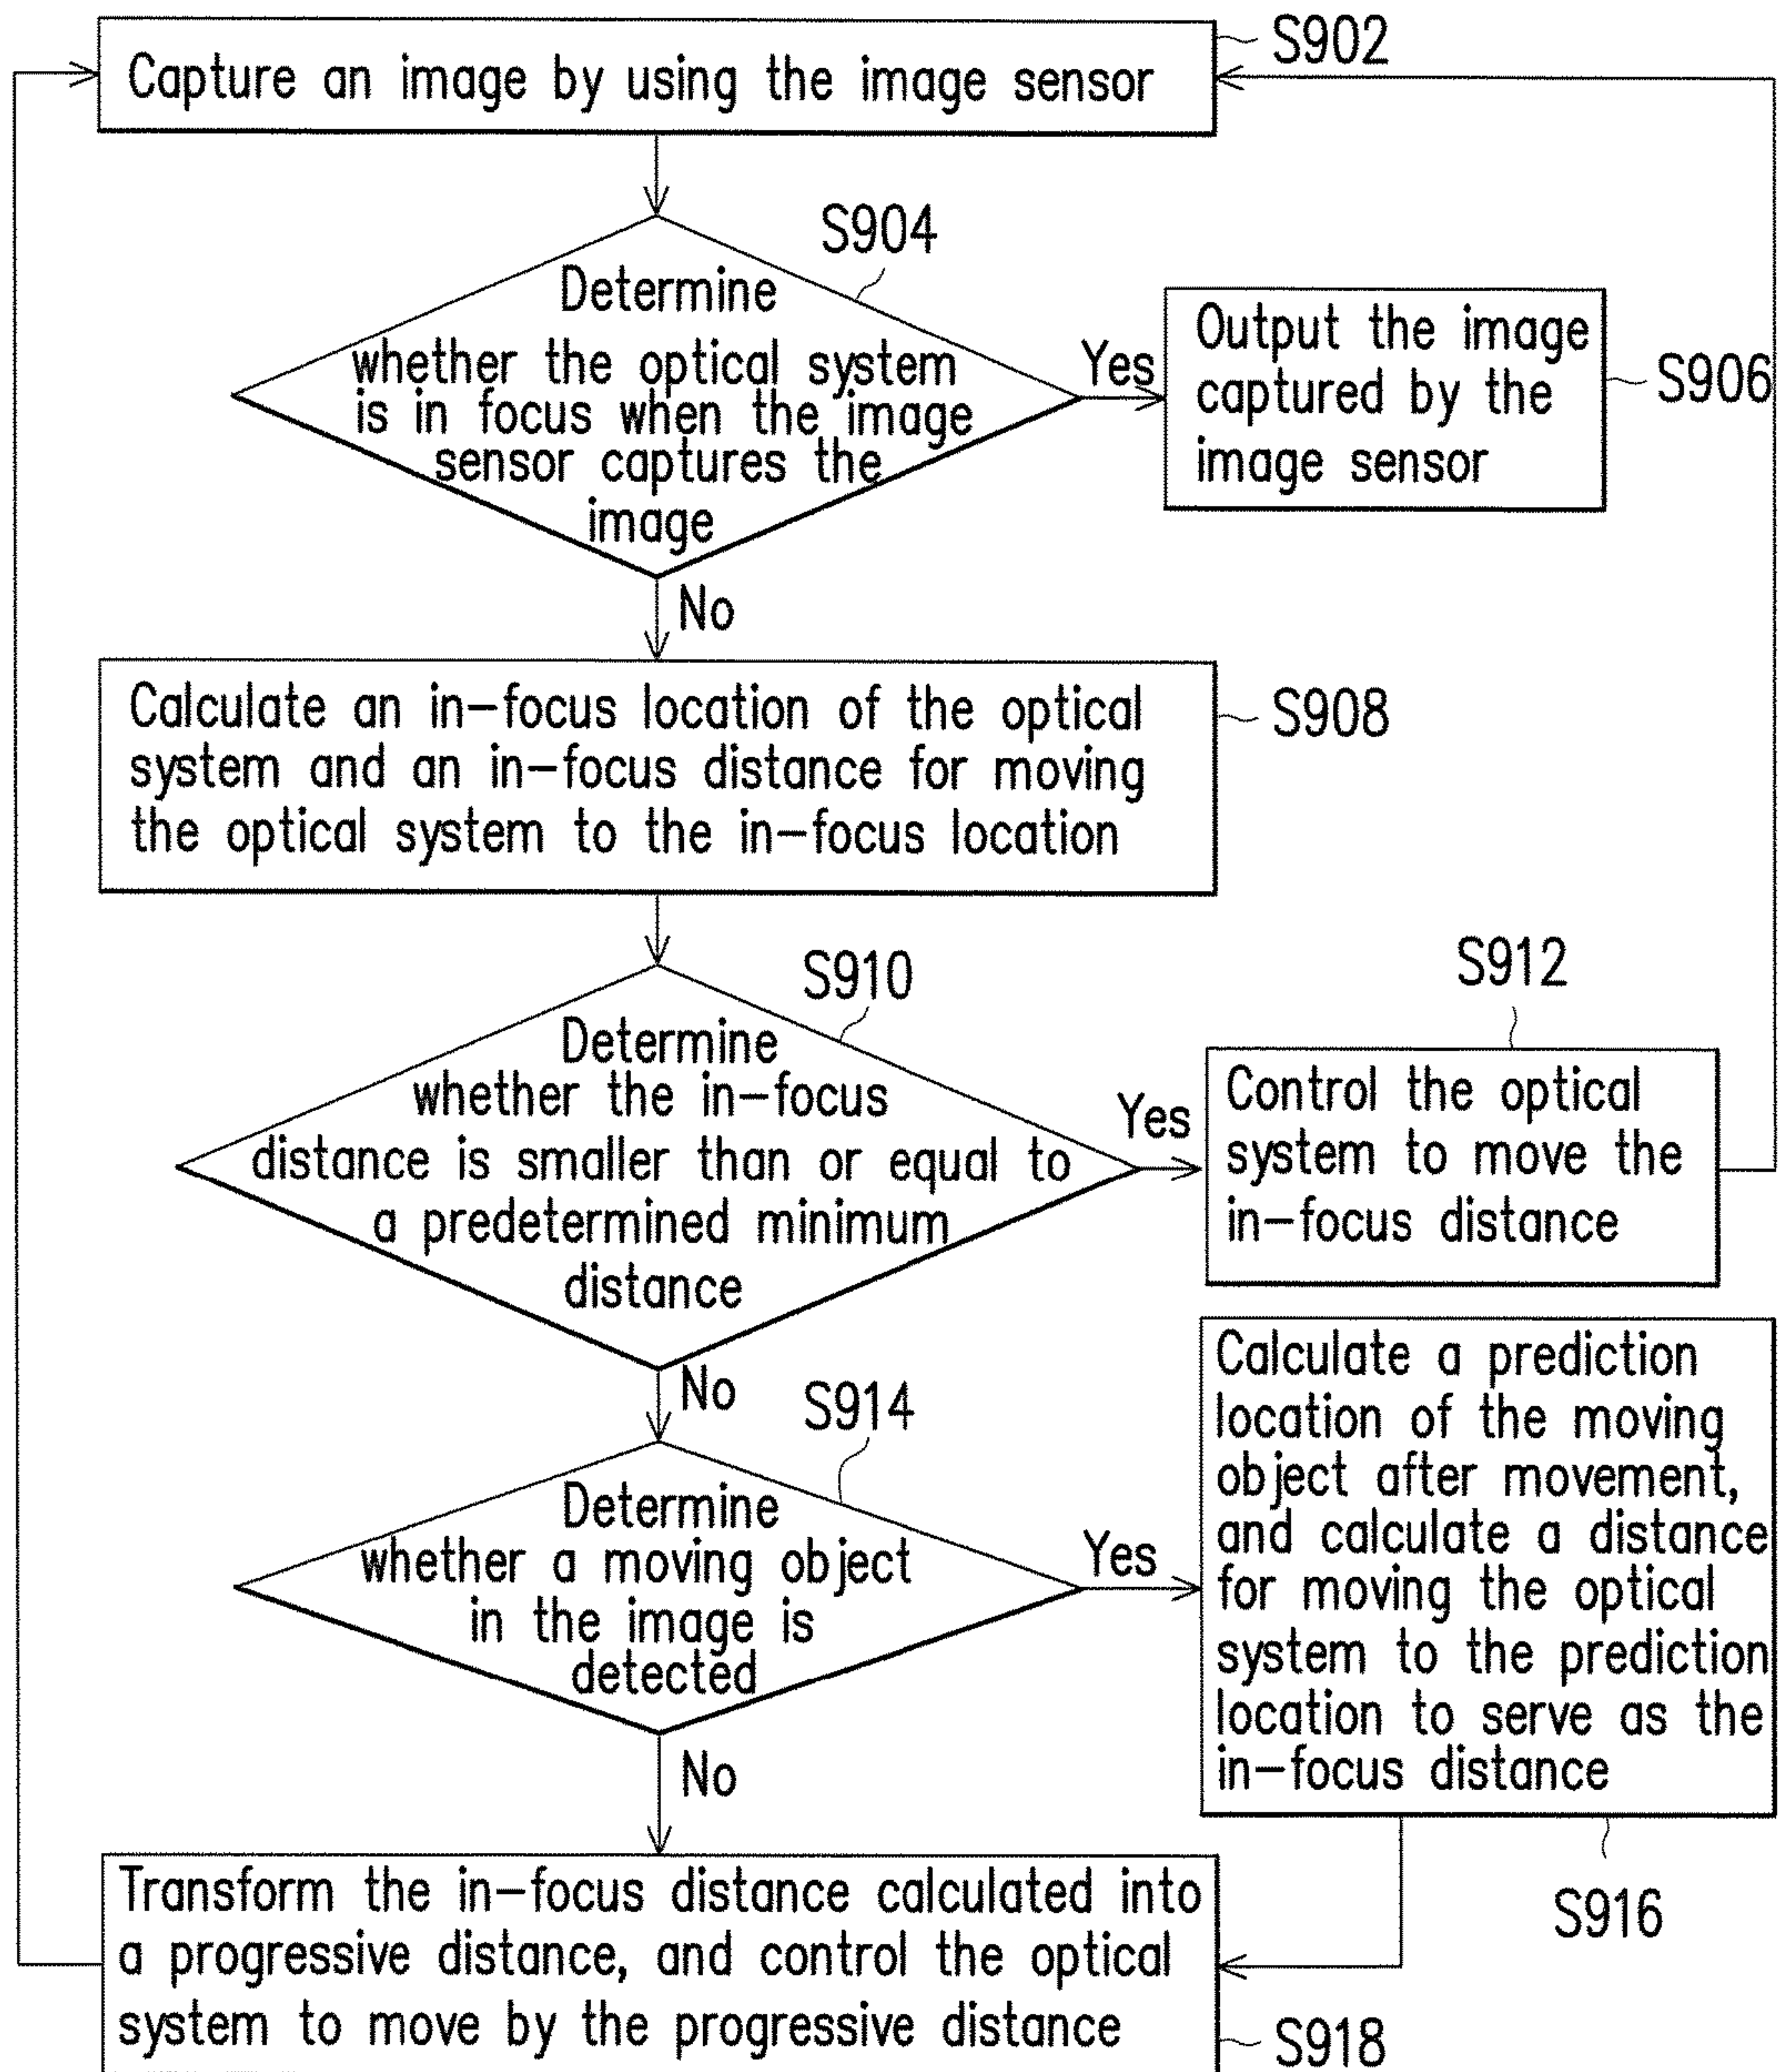 Capture an image by using the image sensor
S902
S904
Determine
whether the optical system
is in focus when the image
sensor captures the
image
Yes
Output the image
captured by the
image sensor
S906
No
Calculate an in-focus location of the optical
system and an in-focus distance for moving
the optical system to the in-focus location
S908
S910
Determine
whether the in-focus
distance is smaller than or equal to
a predetermined minimum
distance
Yes
S912
Control the optical
system to move the
in-focus distance
No
S914
Determine
whether a moving object
in the image is
detected
Yes
Calculate a prediction
location of the moving
object after movement,
and calculate a distance
for moving the optical
system to the prediction
location to serve as the
in-focus distance
S916
No
Transform the in-focus distance calculated into
a progressive distance, and control the optical
system to move by the progressive distance
S918